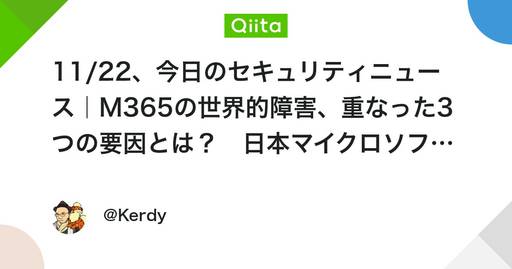 Qiita
11/22、今日のセキュリティニュー
ス｜M365の世界的障害、重なった3
つの要因とは？　日本マイクロソフ…
@Kerdy